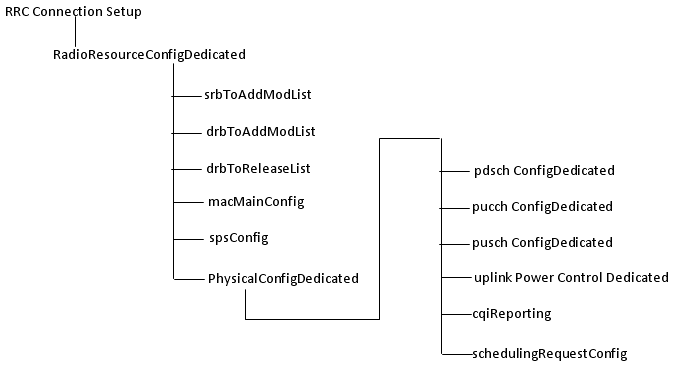 RRC Connection Setup
RadioResourceConfigDedicated
srbToAddModList
drbToAddModList
drbToReleaseList
macMainConfig
spsConfig
PhysicalConfigDedicated
pdsch ConfigDedicated
pucch ConfigDedicated
pusch ConfigDedicated
uplink Power Control Dedicated
cqiReporting
schedulingRequestConfig